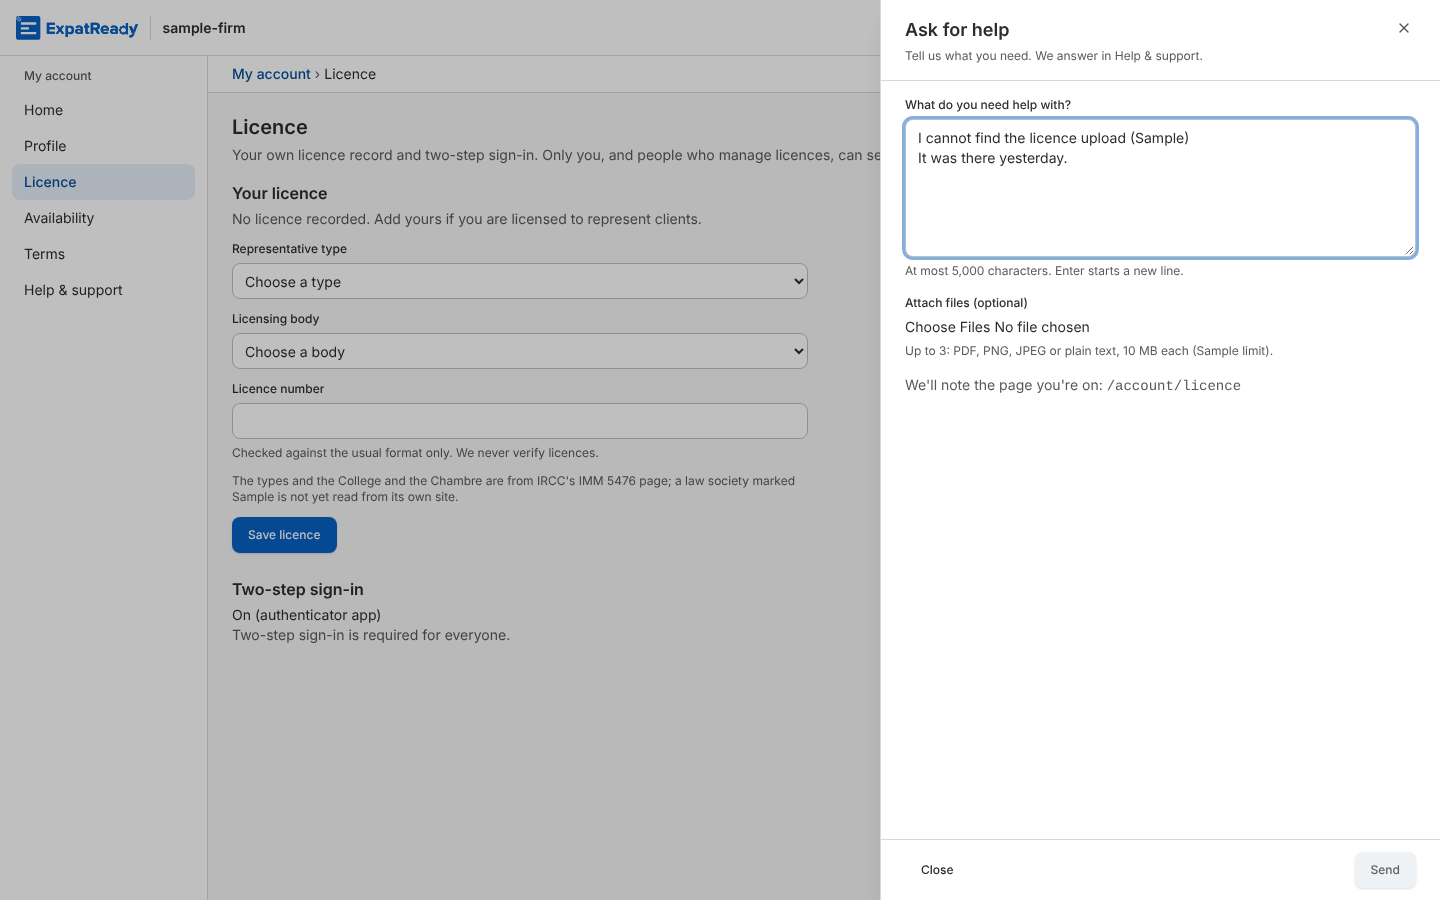 ExpatReady
sample-firm
My account
Home
Profile
Licence
Availability
Terms
Help & support
My account › Licence
Licence
Your own licence record and two-step sign-in. Only you, and people who manage licences, can se
Your licence
No licence recorded. Add yours if you are licensed to represent clients.
Representative type
Choose a type
Licensing body
Choose a body
Licence number
Checked against the usual format only. We never verify licences.
The types and the College and the Chambre are from IRCC's IMM 5476 page; a law society marked
Sample is not yet read from its own site.
Save licence
Two-step sign-in
On (authenticator app)
Two-step sign-in is required for everyone.
Ask for help
Tell us what you need. We answer in Help & support.
What do you need help with?
I cannot find the licence upload (Sample)
It was there yesterday.
At most 5,000 characters. Enter starts a new line.
Attach files (optional)
Choose Files No file chosen
Up to 3: PDF, PNG, JPEG or plain text, 10 MB each (Sample limit).
We'll note the page you're on: /account/licence
Close
Send